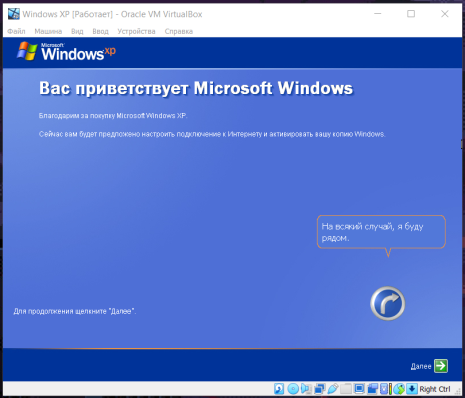 Windows XP [Работает] - Oracle VM VirtualBox
Файл Машина Вид Ввод Устройства Справка
Microsoft
Windows xp
Вас приветствует Microsoft Windows
Благодарим за покупку Microsoft Windows XP.
Сейчас вам будет предложено настроить подключение к Интернету и активировать вашу копию Windows.
На всякий случай, я буду
рядом.
Для продолжения щелкните "Далее".
Далее
Right Ctrl